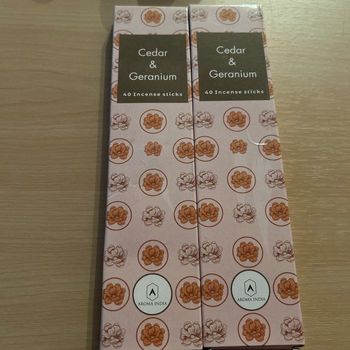 Cedar
&
Geranium
40 Incense sticks
AROMA INDIA
Cedar
&
Geranium
40 Incense sticks
AROMA INDIA